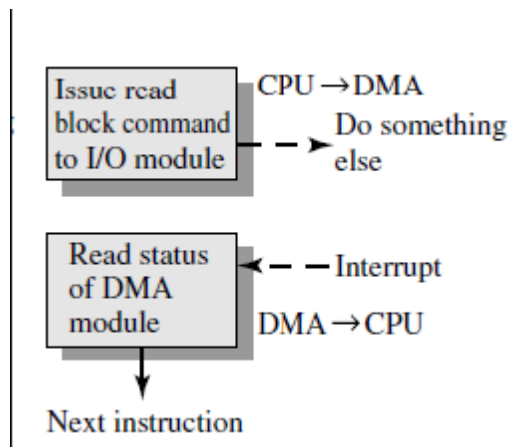 Issue read
block command
to I/O module
CPU → DMA
Do something
else
Read status
of DMA
module
Interrupt
DMA → CPU
Next instruction